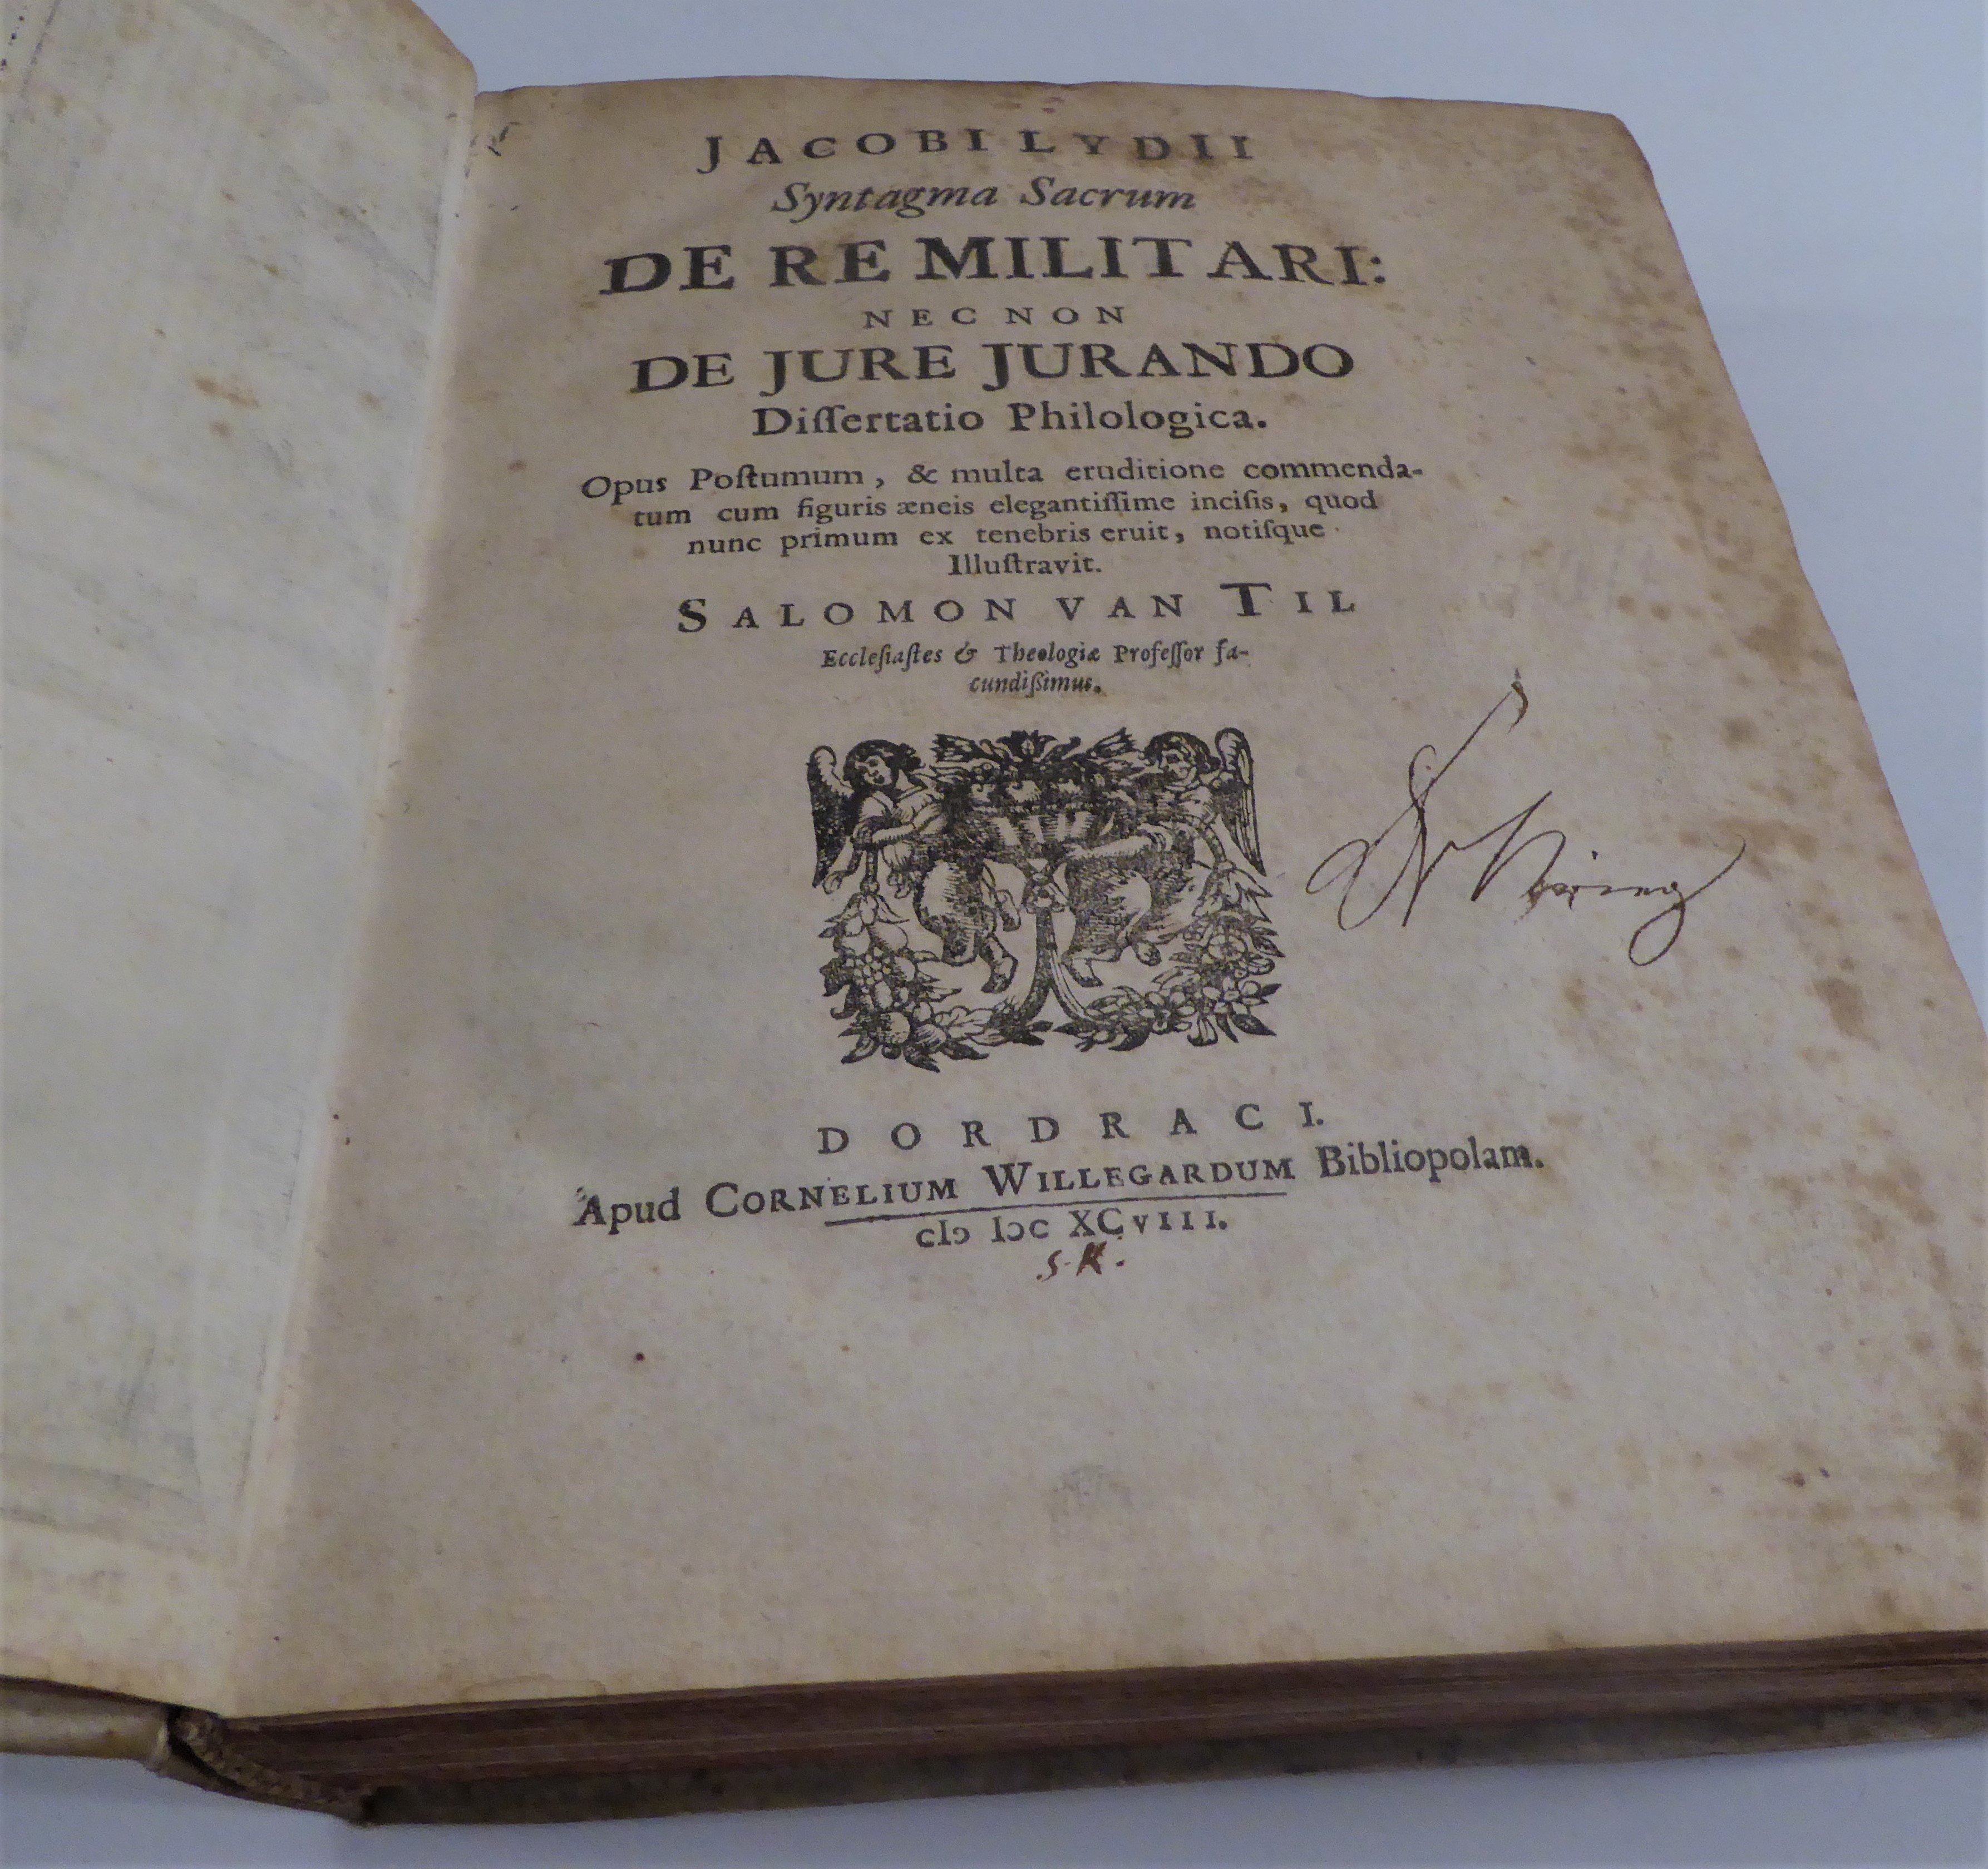 JACOBI LYDII
Syntagma Sacrum
DE RE MILITARI:
NEC NON
DE JURE JURANDO
Diſſertatio Philologica.
Opus Poſtumum, & multa eruditione commenda-
tum cum figuris æneis elegantiſſime inciſis, quod
nunc primum ex tenebris eruit, notiſque
Illuſtravit.
SALOMON VAN TIL
Eccleſiaſtes & Theologiæ Profeſſor fa-
cundiſsimus.
DORDRACI.
Apud CORNELIUM WILLEGARDUM Bibliopolam.
cIↄ Iↄc XCVIII.
S.K.